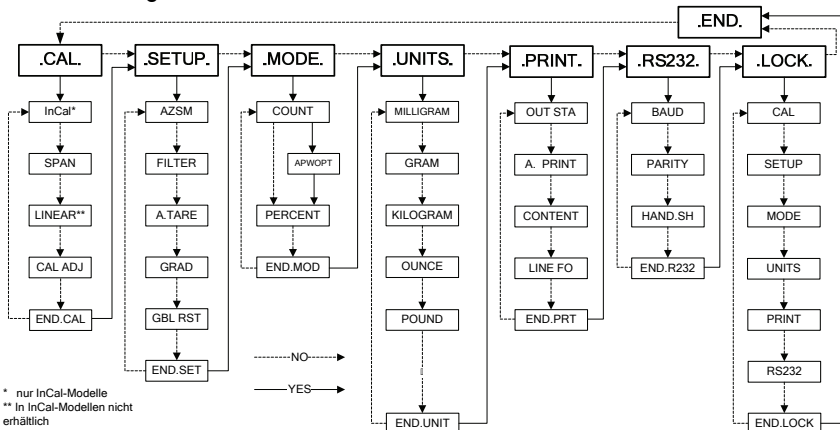 .END.
.CAL.
.SETUP.
.MODE.
.UNITS.
.PRINT.
.RS232.
.LOCK.
InCal*
SPAN
LINEAR**
CAL ADJ
END.CAL
AZSM
FILTER
A.TARE
GRAD
GBL RST
END.SET
COUNT
APWOPT
PERCENT
END.MOD
MILLIGRAM
GRAM
KILOGRAM
OUNCE
POUND
END.UNIT
OUT STA
A. PRINT
CONTENT
LINE FO
END.PRT
BAUD
PARITY
HAND.SH
END.R232
CAL
SETUP
MODE
UNITS
PRINT
RS232
END.LOCK
NO
YES
* nur InCal-Modelle
** In InCal-Modellen nicht
erhältlich